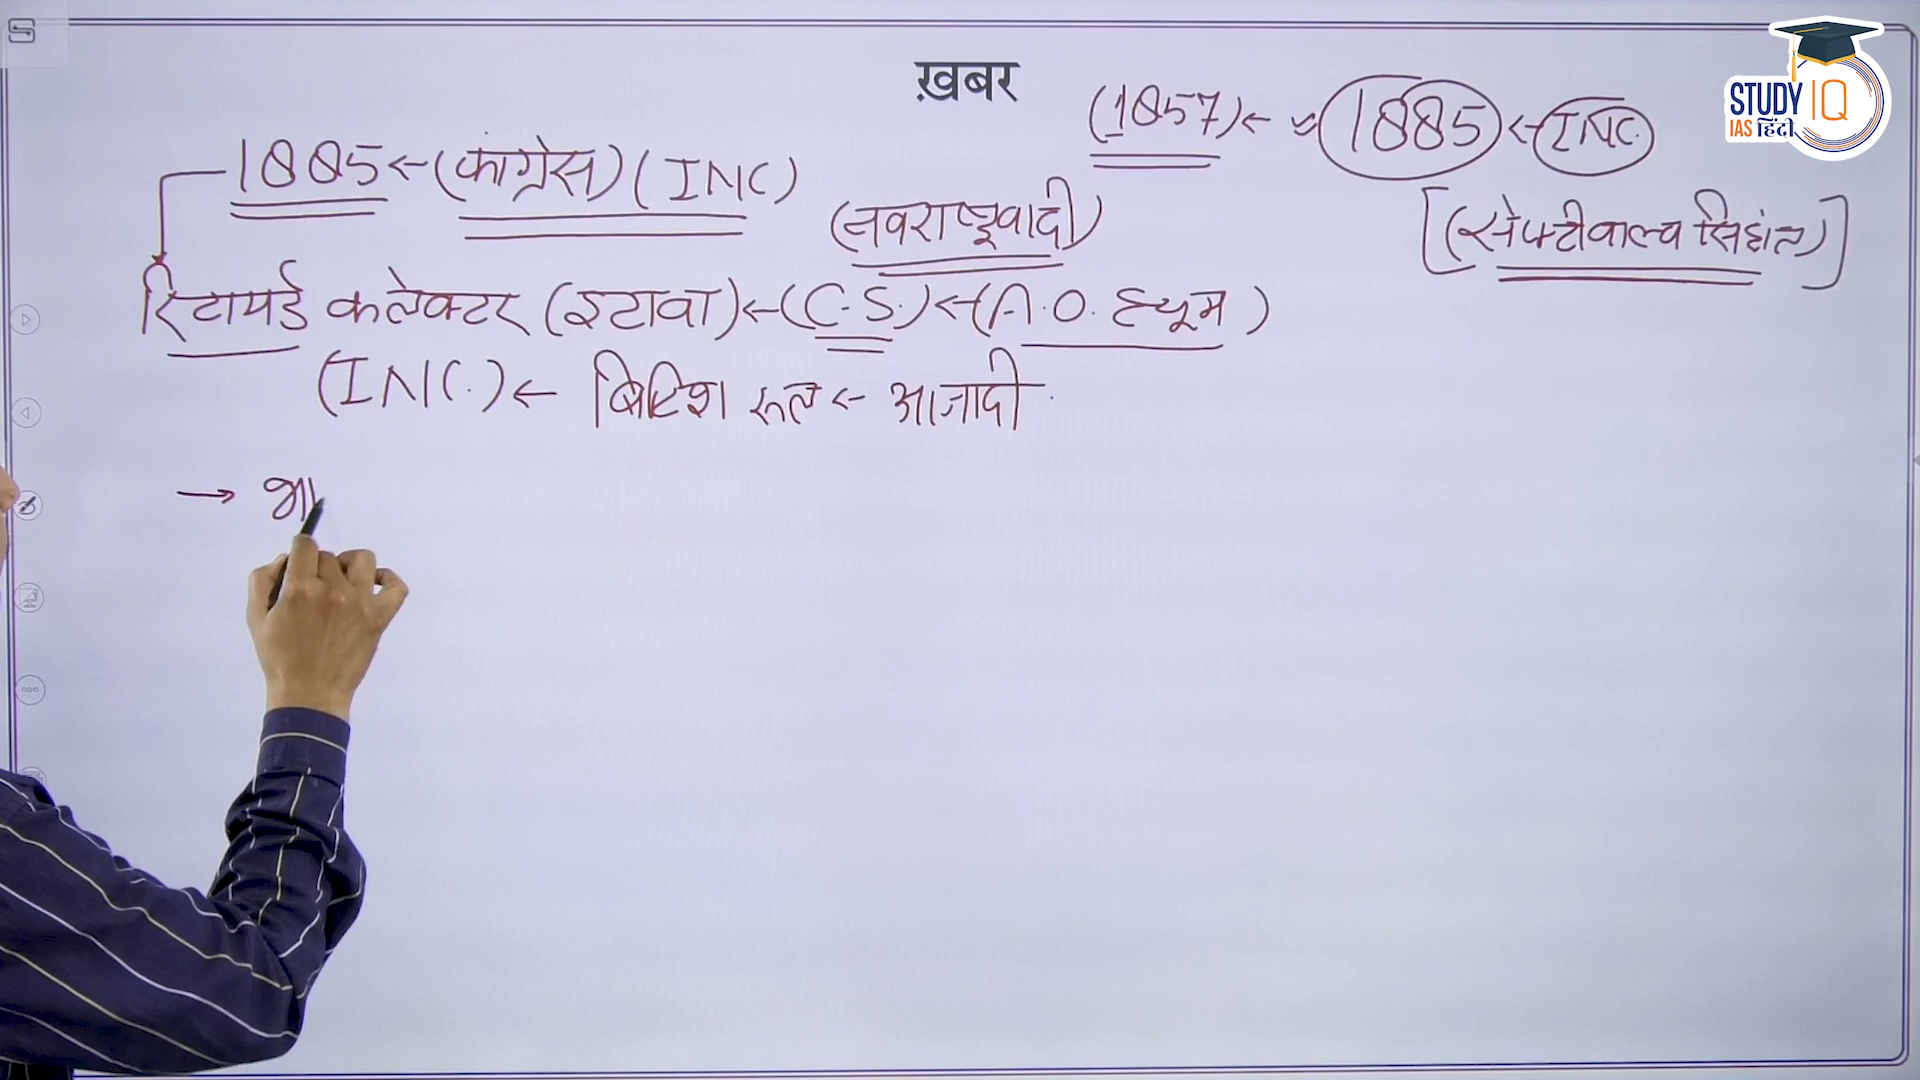 ख़बर
STUDY IQ
IAS हिंदी
(1857) ← 1885 ← INC.
1885 ← (कांग्रेस) (INC)
(नवराष्ट्रवादी)
[(सेफ्टीवाल्व सिद्धांत)]
रिटायर्ड कलेक्टर (इटावा) ← (C.S.) ← (A.O. ह्यूम)
(INC.) ← ब्रिटिश रूल ← आजादी
→ भा